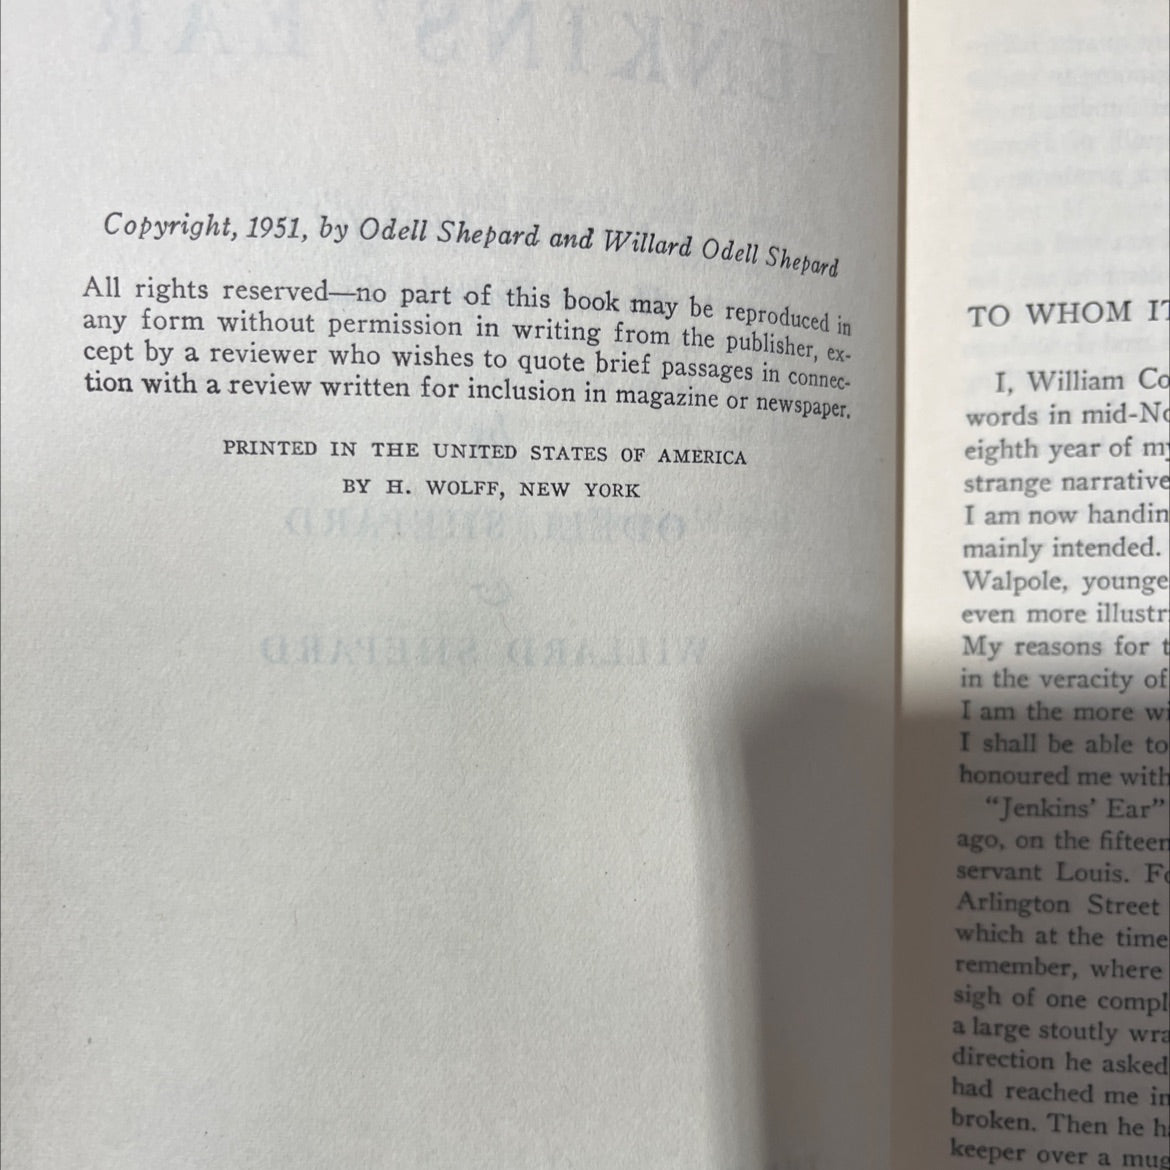 JENKINS' EAR
Copyright, 1951, by Odell Shepard and Willard Odell Shepard
All rights reserved—no part of this book may be reproduced in
any form without permission in writing from the publisher, ex-
cept by a reviewer who wishes to quote brief passages in connec-
tion with a review written for inclusion in magazine or newspaper.
PRINTED IN THE UNITED STATES OF AMERICA
BY H. WOLFF, NEW YORK
ODELL SHEPARD
&
WILLARD SHEPARD
TO WHOM IT
I, William Co
words in mid-No
eighth year of my
strange narrative
I am now handin
mainly intended.
Walpole, younge
even more illustr
My reasons for t
in the veracity of
I am the more wi
I shall be able to
honoured me with
“Jenkins’ Ear”
ago, on the fifteen
servant Louis. Fo
Arlington Street
which at the time
remember, where
sigh of one compl
a large stoutly wra
direction he asked
had reached me in
broken. Then he h
keeper over a mug